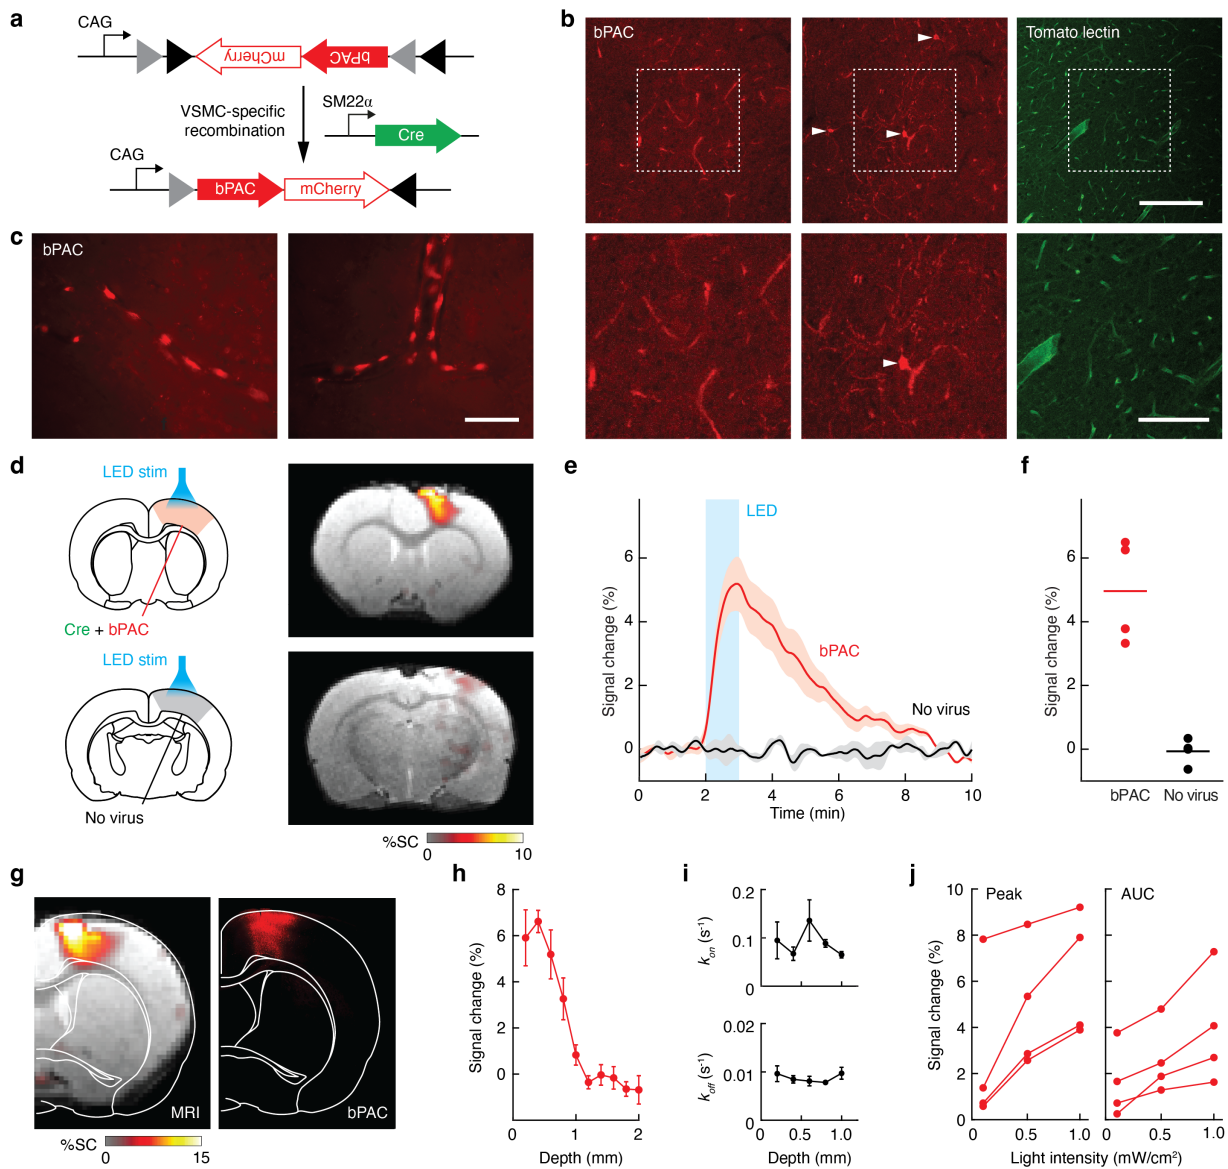 a
CAG
mCherry
bPAC
VSMC-specific
recombination
SM22α
Cre
CAG
bPAC
mCherry
b
bPAC
Tomato lectin
c
bPAC
d
LED stim
Cre + bPAC
LED stim
No virus
%SC
0
10
e
LED
bPAC
No virus
Signal change (%)
6
4
2
0
0
2
4
6
8
10
Time (min)
f
Signal change (%)
6
4
2
0
bPAC
No virus
g
MRI
bPAC
%SC
0
15
h
Signal change (%)
8
6
4
2
0
0
1
2
Depth (mm)
i
kon (s-1)
0.2
0.1
0
koff (s-1)
0.02
0.01
0
0
0.5
1.0
Depth (mm)
j
Peak
AUC
Signal change (%)
10
8
6
4
2
0
0
0.5
1.0
0
0.5
1.0
Light intensity (mW/cm²)